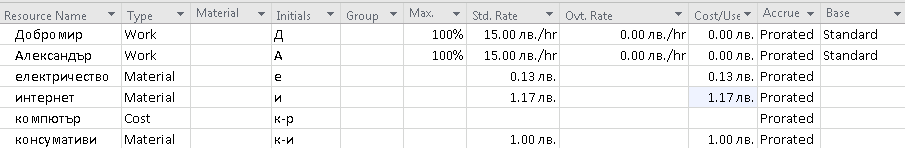 Resource Name Type Material Initials Group Max. Std. Rate Ovt. Rate Cost/Use Accrue Base
Добромир Work Д 100% 15.00 лв./hr 0.00 лв./hr 0.00 лв. Prorated Standard
Александър Work А 100% 15.00 лв./hr 0.00 лв./hr 0.00 лв. Prorated Standard
електричество Material е 0.13 лв. 0.13 лв. Prorated
интернет Material и 1.17 лв. 1.17 лв. Prorated
компютър Cost к-р Prorated
консумативи Material к-и 1.00 лв. 1.00 лв. Prorated